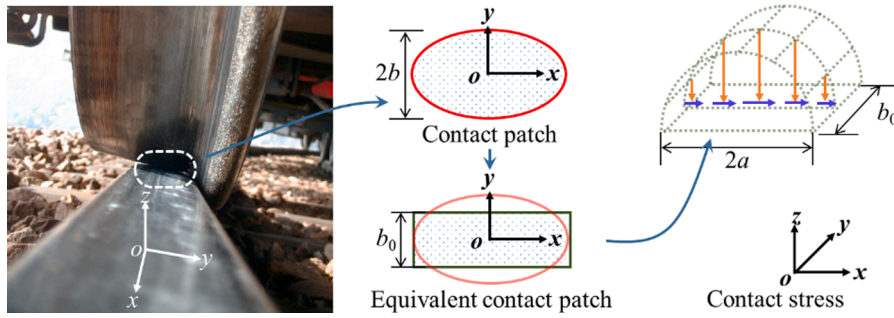 z
o
y
x
y
2b
o
x
Contact patch
y
b₀
o
x
Equivalent contact patch
b₀
2a
z
y
o
x
Contact stress